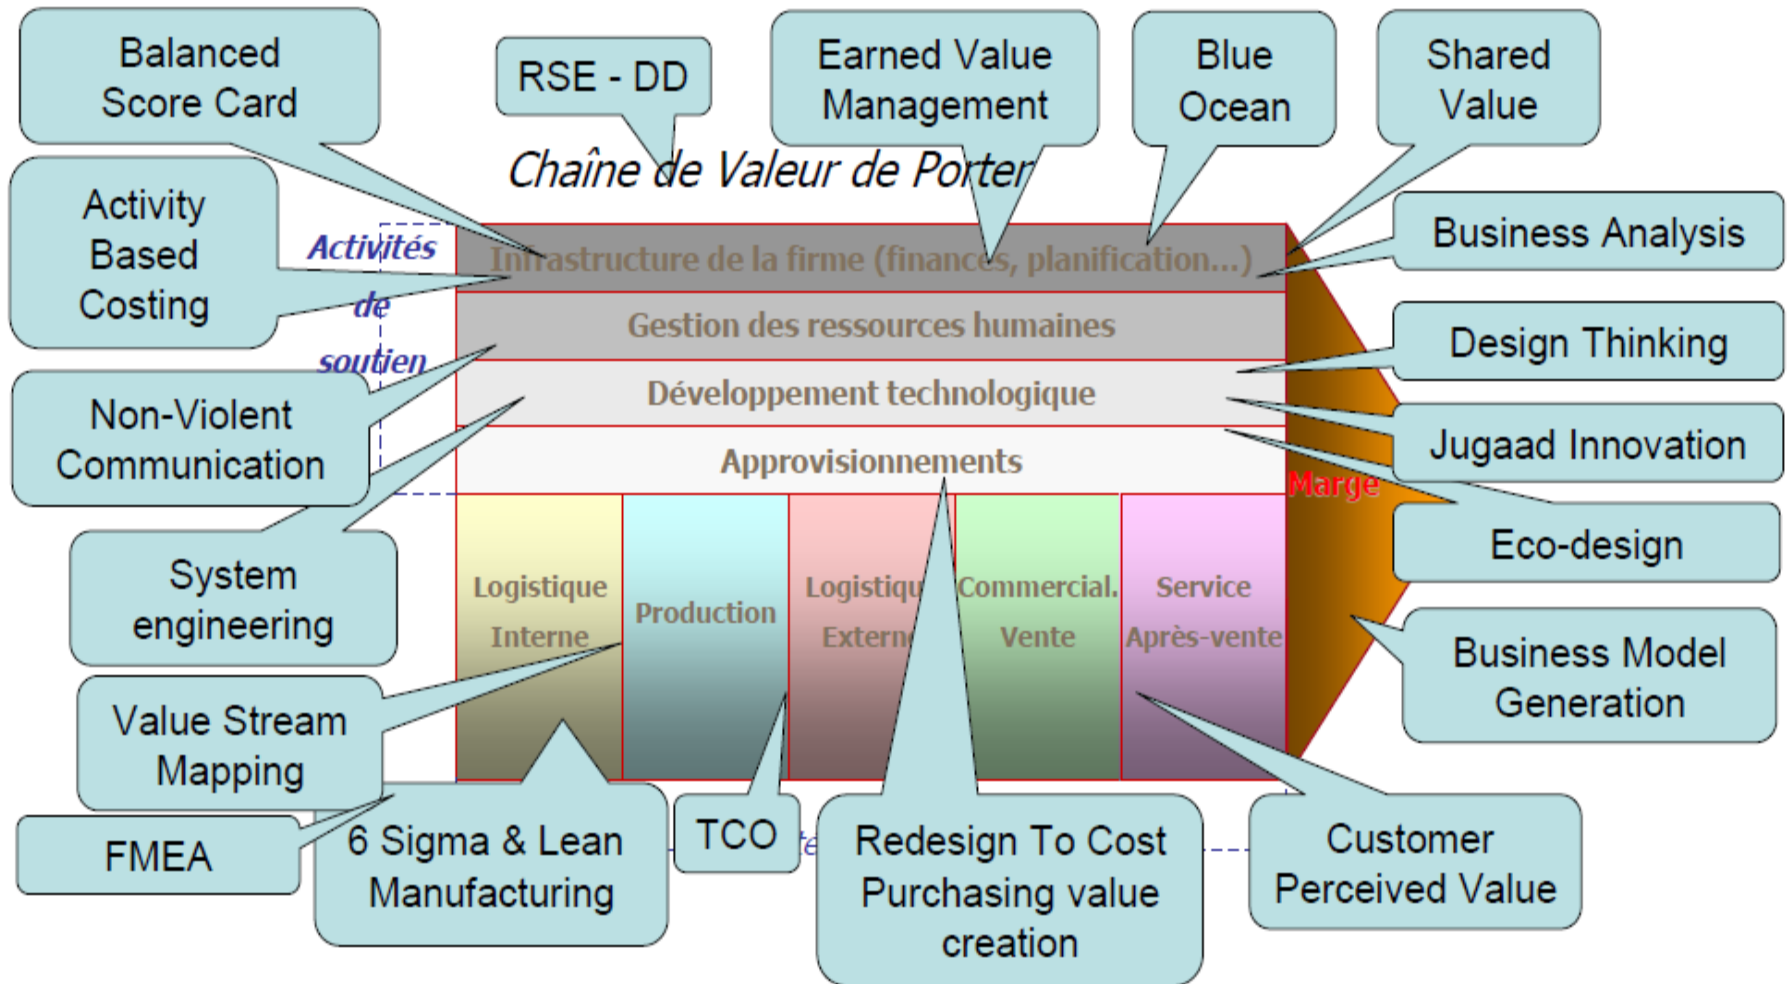 Balanced
Score Card
RSE - DD
Earned Value
Management
Blue
Ocean
Shared
Value
Chaîne de Valeur de Porter
Activity
Based
Costing
Activités
de
soutien
Infrastructure de la firme (finances, planification...)
Business Analysis
Gestion des ressources humaines
Design Thinking
Développement technologique
Non-Violent
Communication
Jugaad Innovation
Approvisionnements
Marge
Eco-design
System
engineering
Logistique
Interne
Production
Logistique
Externe
Commercial.
Vente
Service
Après-vente
Business Model
Generation
Value Stream
Mapping
FMEA
6 Sigma & Lean
Manufacturing
TCO
Redesign To Cost
Purchasing value
creation
Customer
Perceived Value